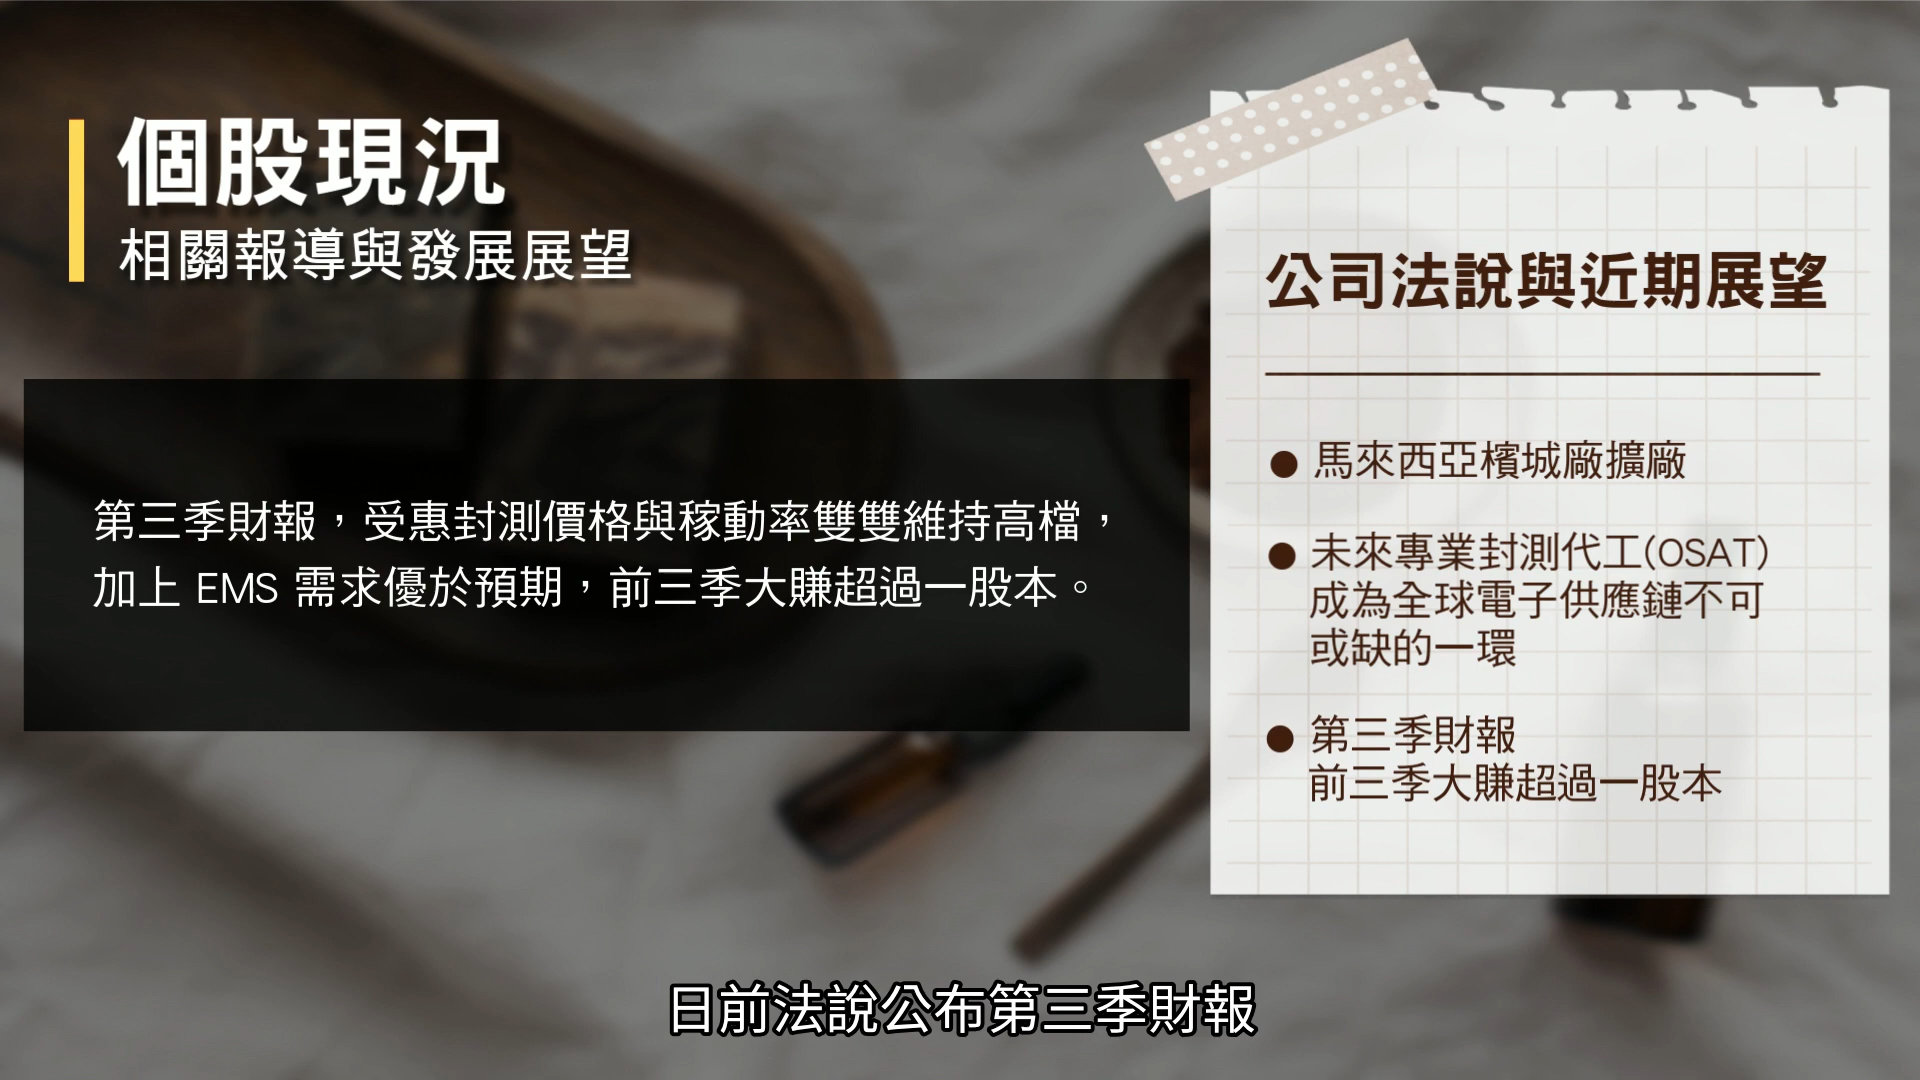 個股現況
相關報導與發展展望
第三季財報，受惠封測價格與稼動率雙雙維持高檔，
加上 EMS 需求優於預期，前三季大賺超過一股本。
公司法說與近期展望
● 馬來西亞檳城廠擴廠
● 未來專業封測代工(OSAT)
成為全球電子供應鏈不可
或缺的一環
● 第三季財報
前三季大賺超過一股本
日前法說公布第三季財報